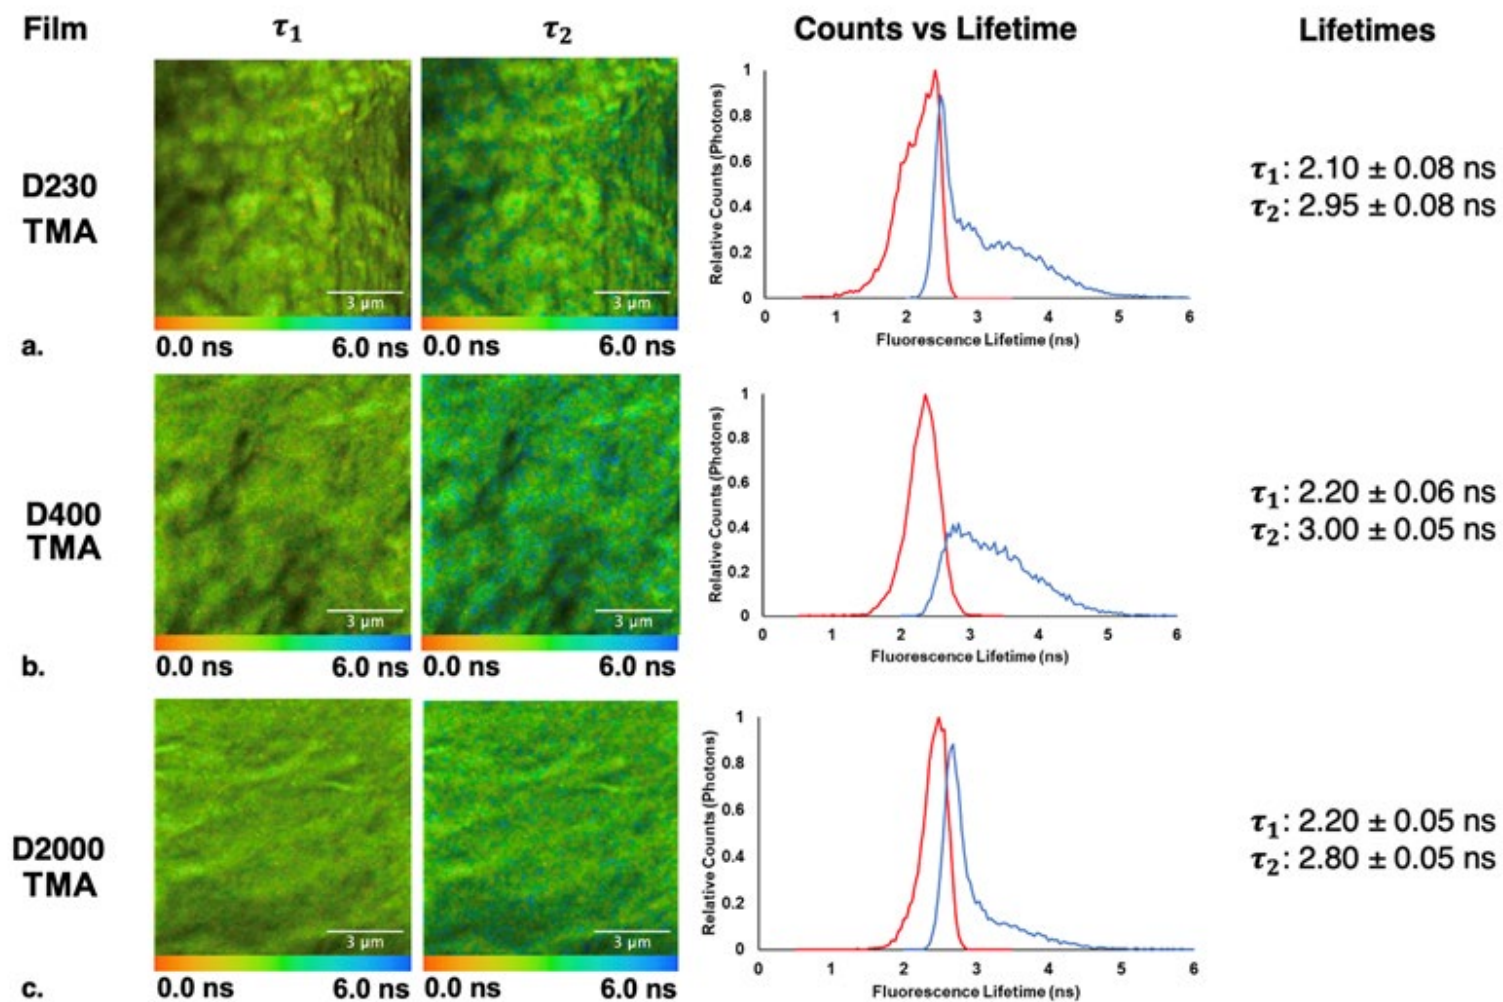 Film τ1 τ2 Counts vs Lifetime Lifetimes
D230
TMA
3 µm
3 µm
Relative Counts (Photons)
1
0.8
0.6
0.4
0.2
0
0 1 2 3 4 5 6
Fluorescence Lifetime (ns)
τ1: 2.10 ± 0.08 ns
τ2: 2.95 ± 0.08 ns
a. 0.0 ns 6.0 ns 0.0 ns 6.0 ns
D400
TMA
3 µm
3 µm
Relative Counts (Photons)
1
0.8
0.6
0.4
0.2
0
0 1 2 3 4 5 6
Fluorescence Lifetime (ns)
τ1: 2.20 ± 0.06 ns
τ2: 3.00 ± 0.05 ns
b. 0.0 ns 6.0 ns 0.0 ns 6.0 ns
D2000
TMA
3 µm
3 µm
Relative Counts (Photons)
1
0.8
0.6
0.4
0.2
0
0 1 2 3 4 5 6
Fluorescence Lifetime (ns)
τ1: 2.20 ± 0.05 ns
τ2: 2.80 ± 0.05 ns
c. 0.0 ns 6.0 ns 0.0 ns 6.0 ns